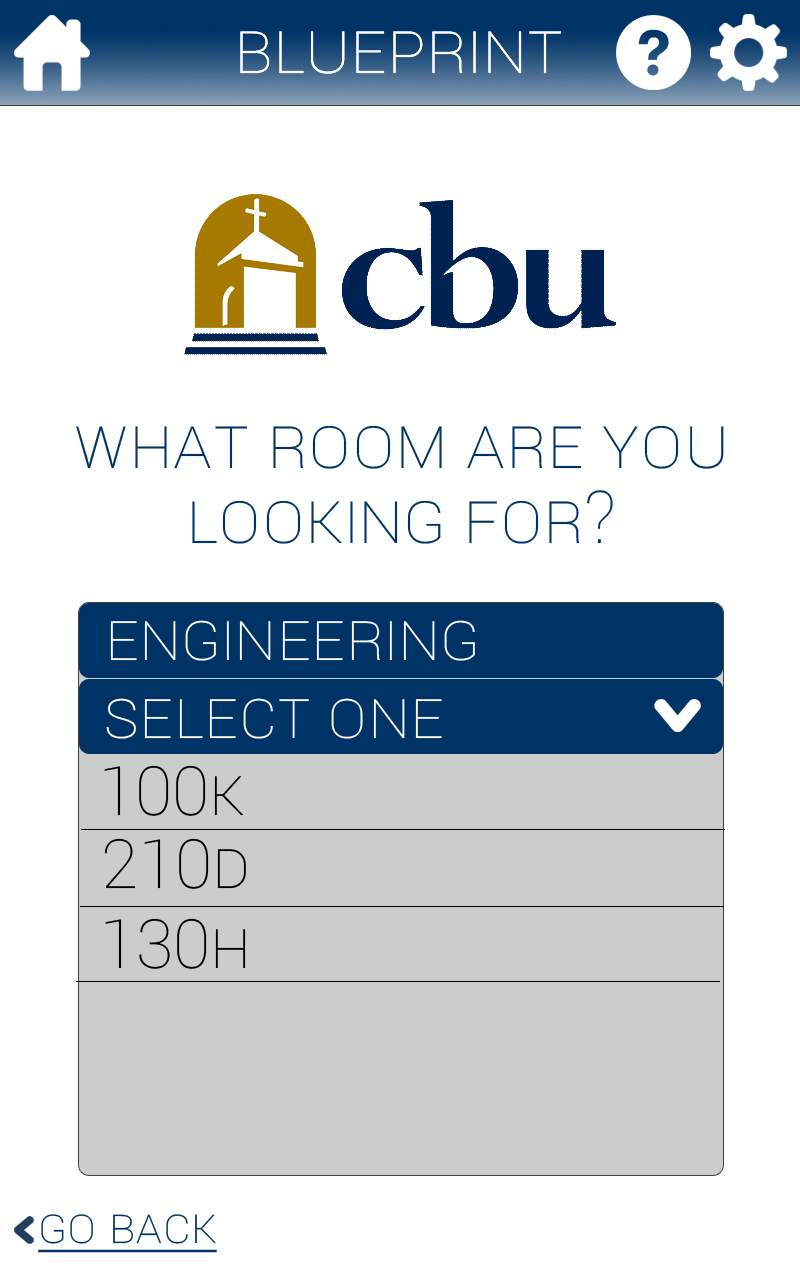 BLUEPRINT
?
cbu
WHAT ROOM ARE YOU
LOOKING FOR?
ENGINEERING
SELECT ONE
100K
210D
130H
GO BACK